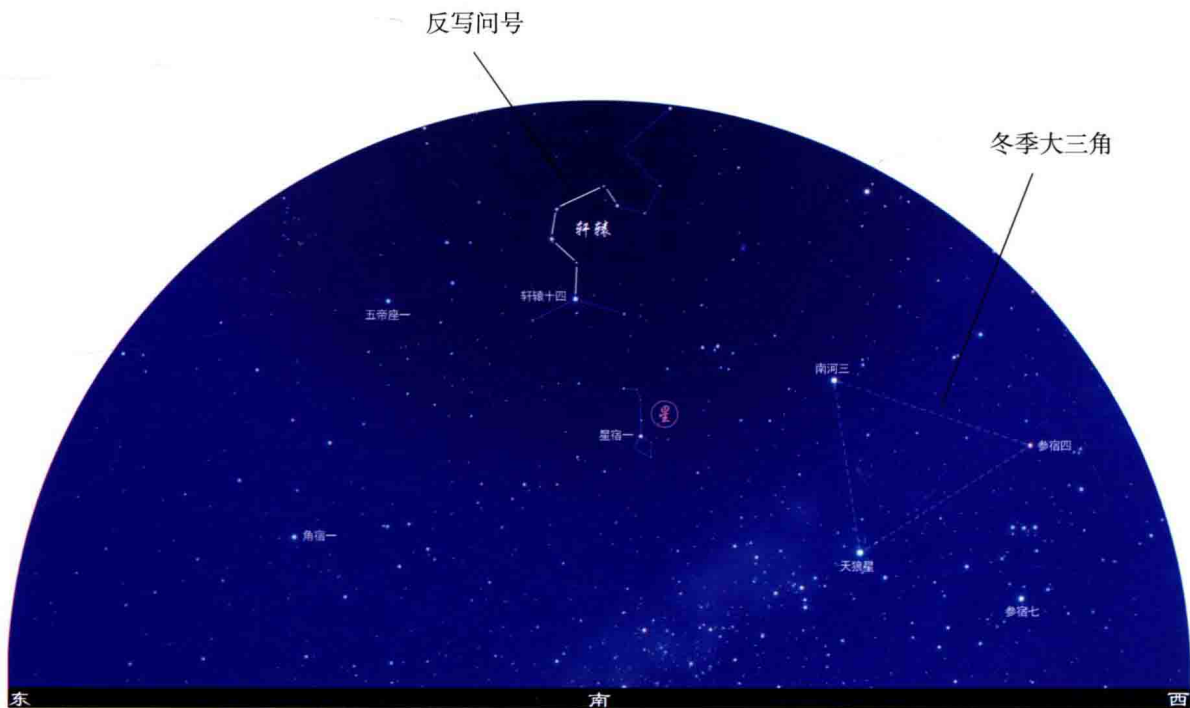 反写问号
冬季大三角
轩辕
轩辕十四
五帝座一
南河三
星
星宿一
参宿四
角宿一
天狼星
参宿七
东
南
西